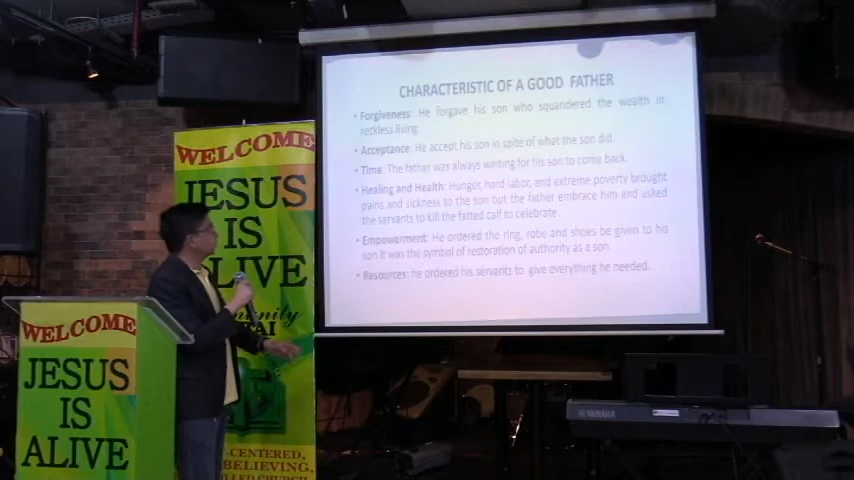 CHARACTERISTIC OF A GOOD FATHER
• Forgiveness: He forgave his son who squandered the wealth in
reckless living.
• Acceptance: He accept his son in spite of what the son did.
• Time: The father was always waiting for his son to come back.
• Healing and Health: Hunger, hard labor, and extreme poverty brought
pains and sickness to the son but the father embrace him and asked
the servants to kill the fatted calf to celebrate.
• Empowerment: He ordered the ring, robe and shoes be given to his
son it was the symbol of restoration of authority as a son.
• Resources: he ordered his servants to give everything he needed.
WELCOME
JESUS
IS
ALIVE
-CENTERED,
BELIEVING,
WELCOME
JESUS
IS
ALIVE
YAMAHA